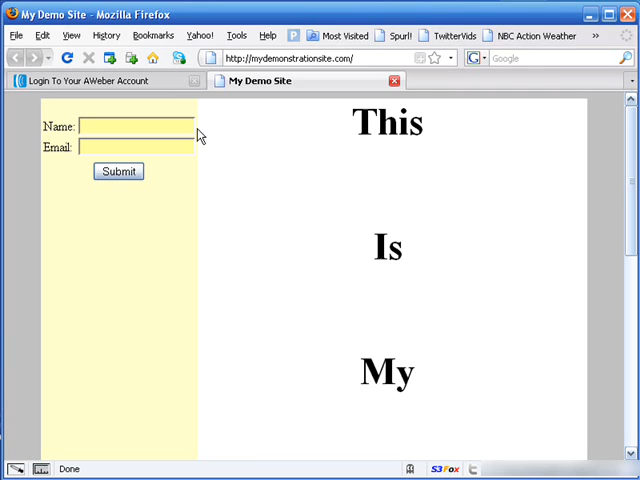 My Demo Site - Mozilla Firefox
File Edit View History Bookmarks Yahoo! Tools Help P Most Visited Spurl! TwitterVids NBC Action Weather »
http://mydemonstrationsite.com/ G Google
Login To Your AWeber Account My Demo Site
This
Name:
Email:
Submit
Is
My
Done S3Fox t